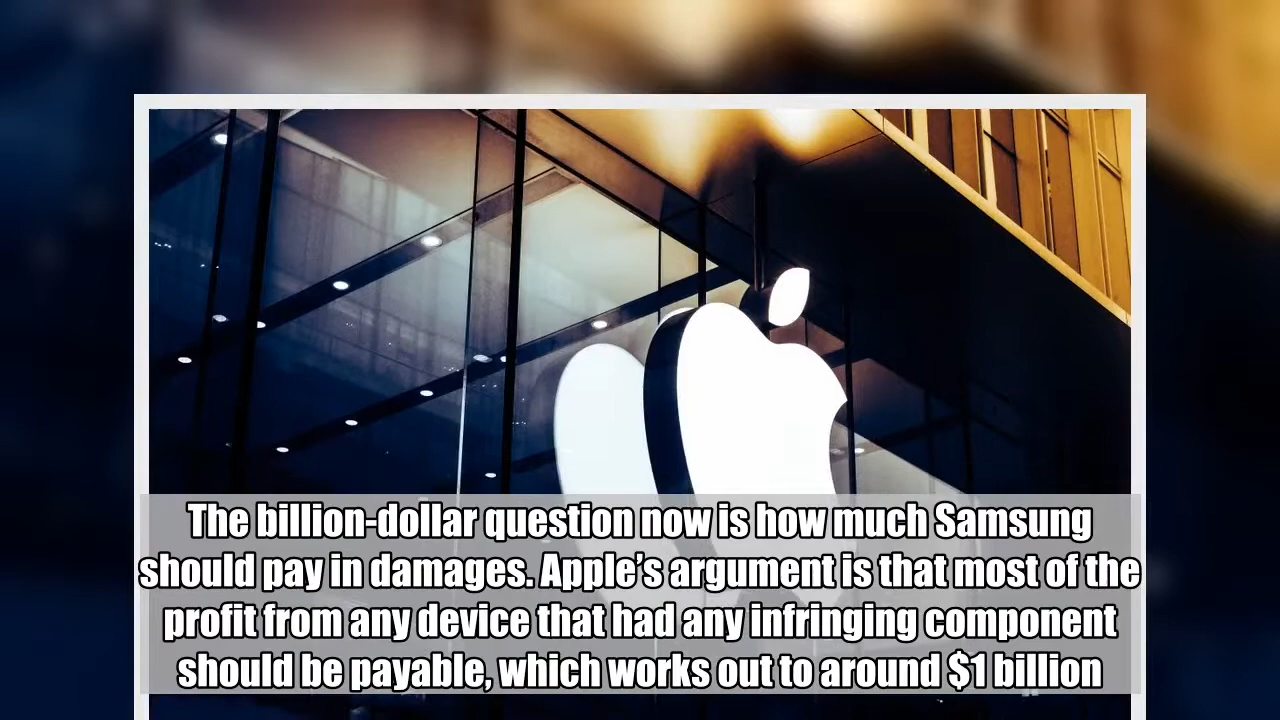 The billion-dollar question now is how much Samsung
should pay in damages. Apple’s argument is that most of the
profit from any device that had any infringing component
should be payable, which works out to around $1 billion